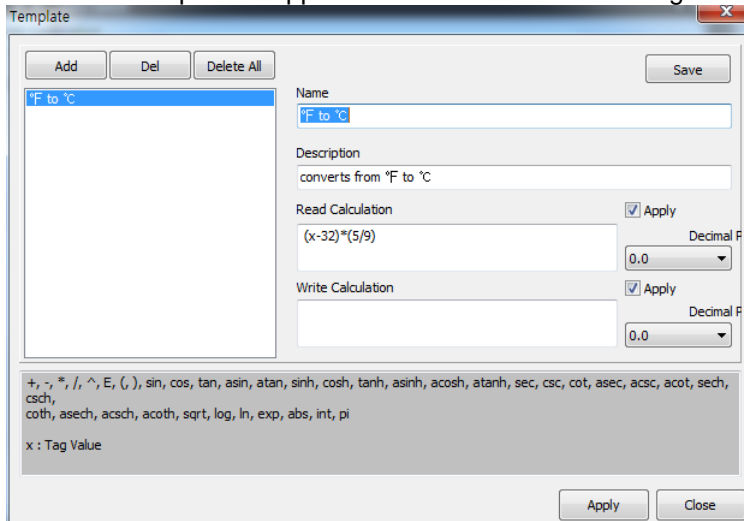 Template
Add
Del
Delete All
Save
°F to °C
Name
°F to °C
Description
converts from °F to °C
Read Calculation
Apply
(x-32)*(5/9)
Decimal
0.0
Write Calculation
Apply
Decimal
0.0
+, -, *, /, ^, E, (, ), sin, cos, tan, asin, atan, sinh, cosh, tanh, asinh, acosh, atanh, sec, csc, cot, asec, acsc, acot, sech,
csch,
coth, asech, acsch, acoth, sqrt, log, ln, exp, abs, int, pi
x : Tag Value
Apply
Close